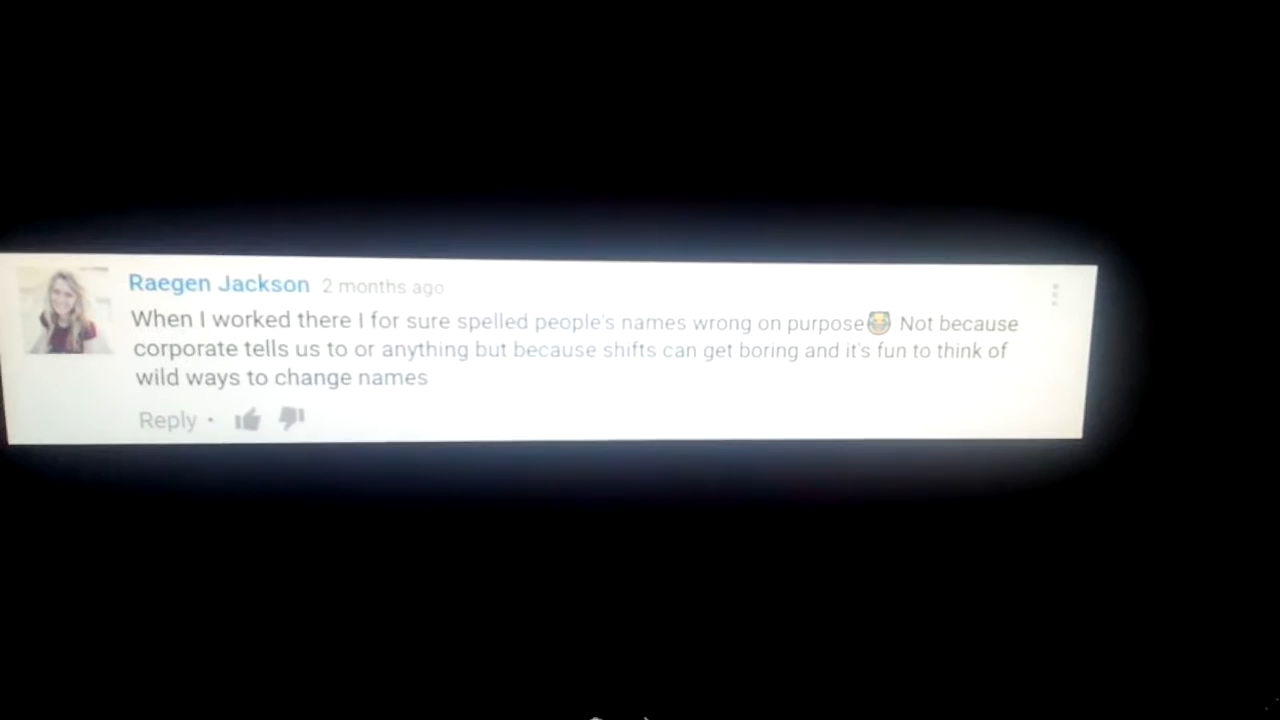 Raegen Jackson 2 months ago
When I worked there I for sure spelled people's names wrong on purpose😂 Not because
corporate tells us to or anything but because shifts can get boring and it's fun to think of
wild ways to change names
Reply •